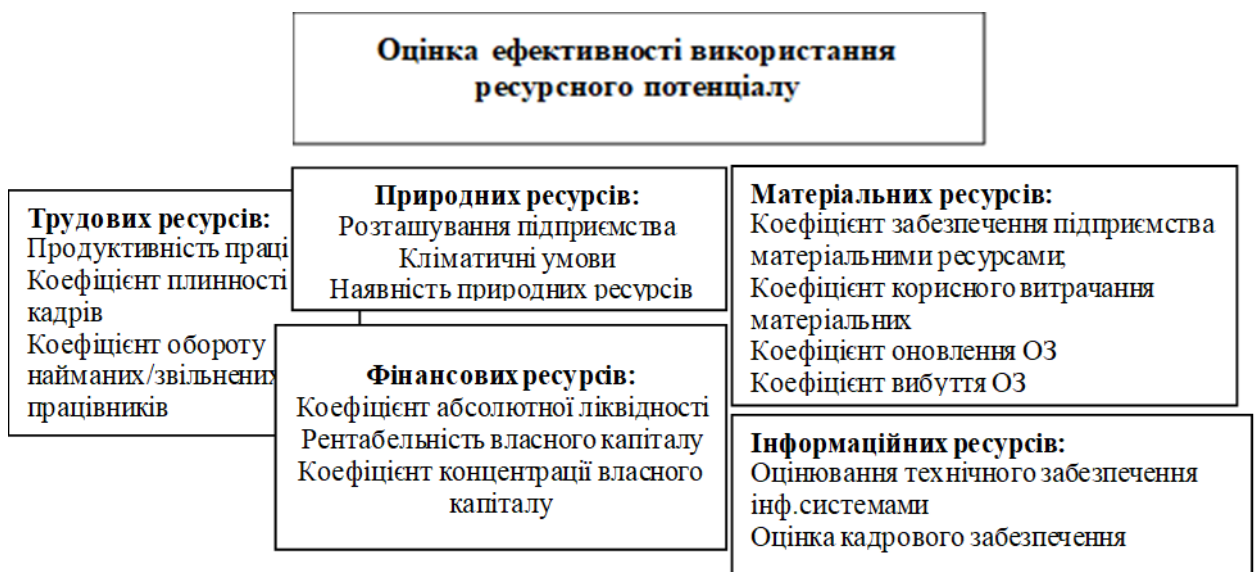 Оцінка ефективності використання
ресурсного потенціалу
Трудових ресурсів:
Продуктивність праці
Коефіцієнт плинності
кадрів
Коефіцієнт обороту
найманих/звільнених
працівників
Природних ресурсів:
Розташування підприємства
Кліматичні умови
Наявність природних ресурсів
Фінансових ресурсів:
Коефіцієнт абсолютної ліквідності
Рентабельність власного капіталу
Коефіцієнт концентрації власного
капіталу
Матеріальних ресурсів:
Коефіцієнт забезпечення підприємства
матеріальними ресурсами;
Коефіцієнт корисного витрачання
матеріальних
Коефіцієнт оновлення ОЗ
Коефіцієнт вибуття ОЗ
Інформаційних ресурсів:
Оцінювання технічного забезпечення
інф.системами
Оцінка кадрового забезпечення